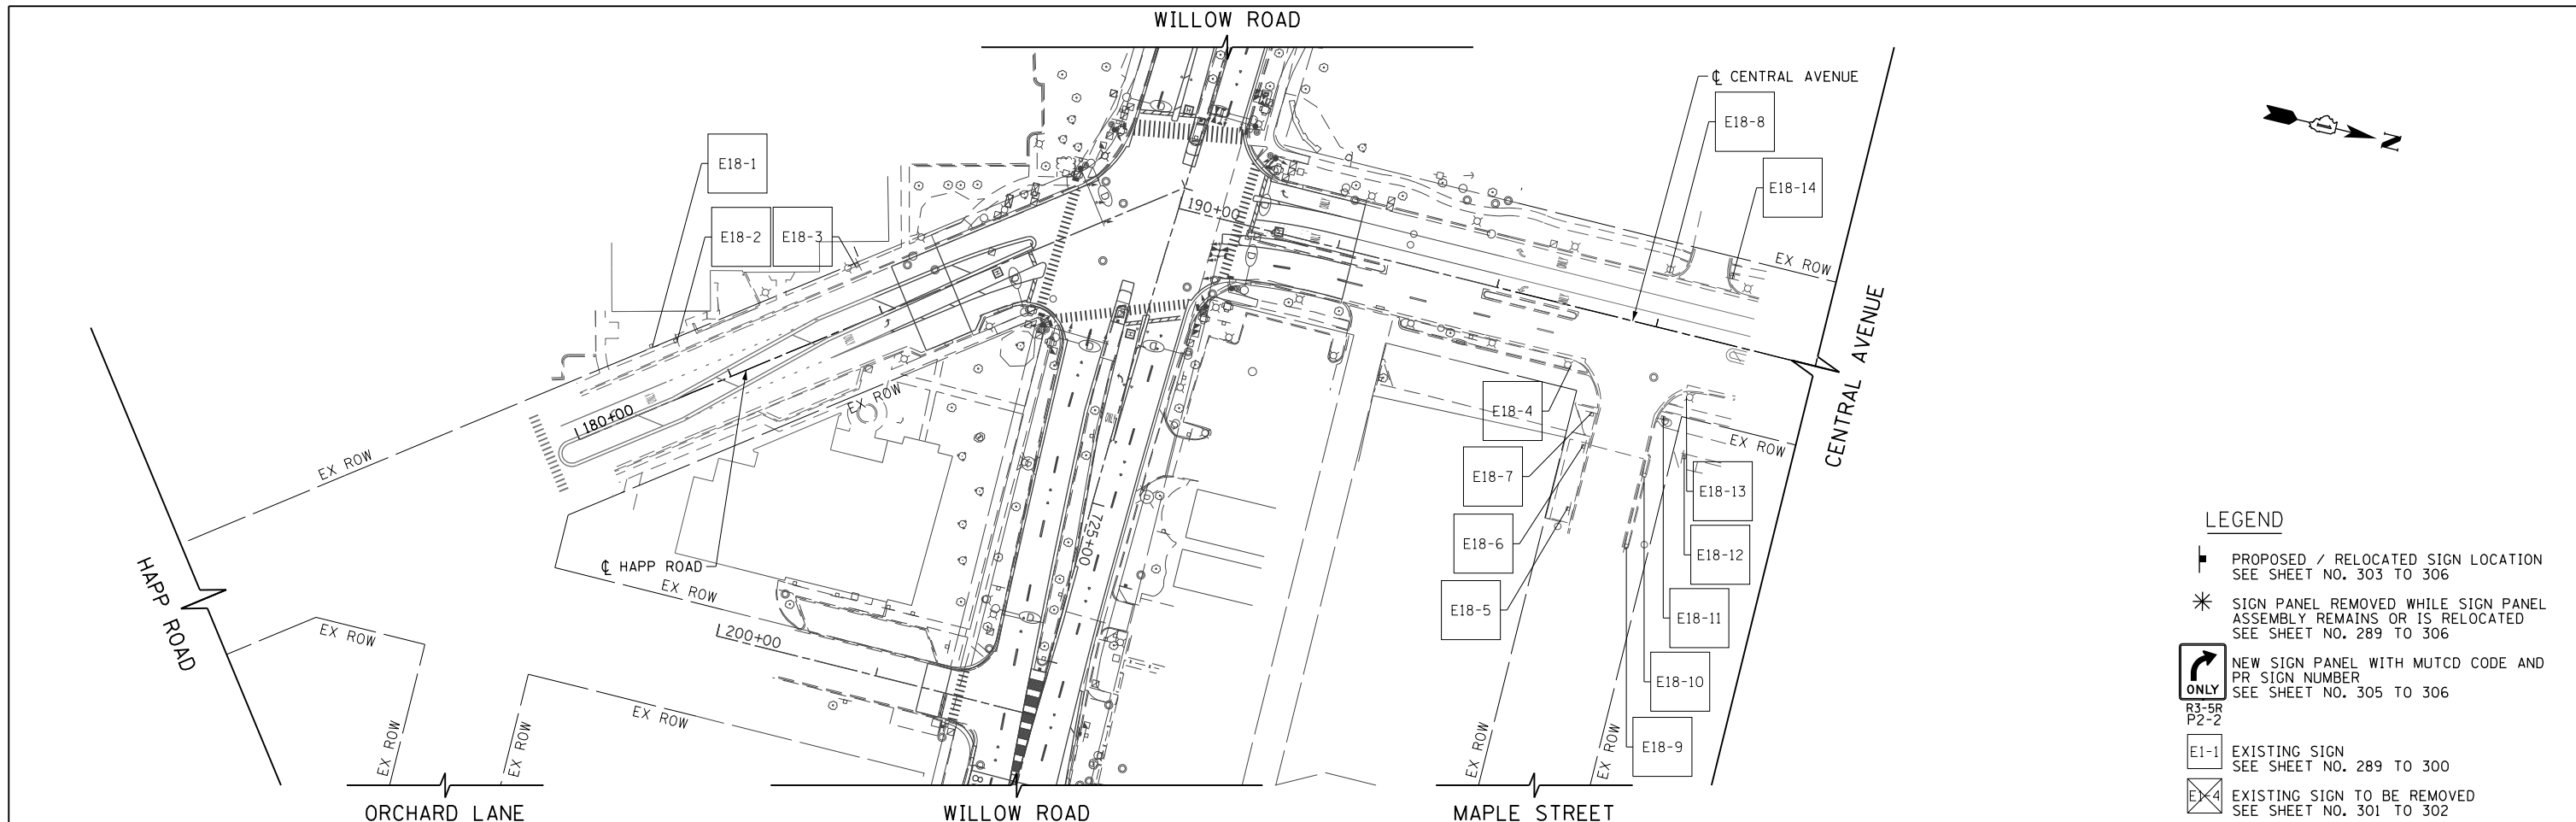 WILLOW ROAD
℄ CENTRAL AVENUE
E18-8
E18-1
E18-14
N
E18-2
E18-3
190+00
EX ROW
CENTRAL AVENUE
E18-4
180+00
EX ROW
EX ROW
EX ROW
E18-7
E18-13
E18-6
725+00
E18-12
HAPP ROAD
℄ HAPP ROAD
EX ROW
E18-5
E18-11
EX ROW
200+00
E18-10
EX ROW
EX ROW
EX ROW
EX ROW
EX ROW
E18-9
ORCHARD LANE
WILLOW ROAD
MAPLE STREET
LEGEND
PROPOSED / RELOCATED SIGN LOCATION
SEE SHEET NO. 303 TO 306
SIGN PANEL REMOVED WHILE SIGN PANEL
ASSEMBLY REMAINS OR IS RELOCATED
SEE SHEET NO. 289 TO 306
ONLY
R3-5R
P2-2
NEW SIGN PANEL WITH MUTCD CODE AND
PR SIGN NUMBER
SEE SHEET NO. 305 TO 306
E1-1
EXISTING SIGN
SEE SHEET NO. 289 TO 300
E1-4
EXISTING SIGN TO BE REMOVED
SEE SHEET NO. 301 TO 302